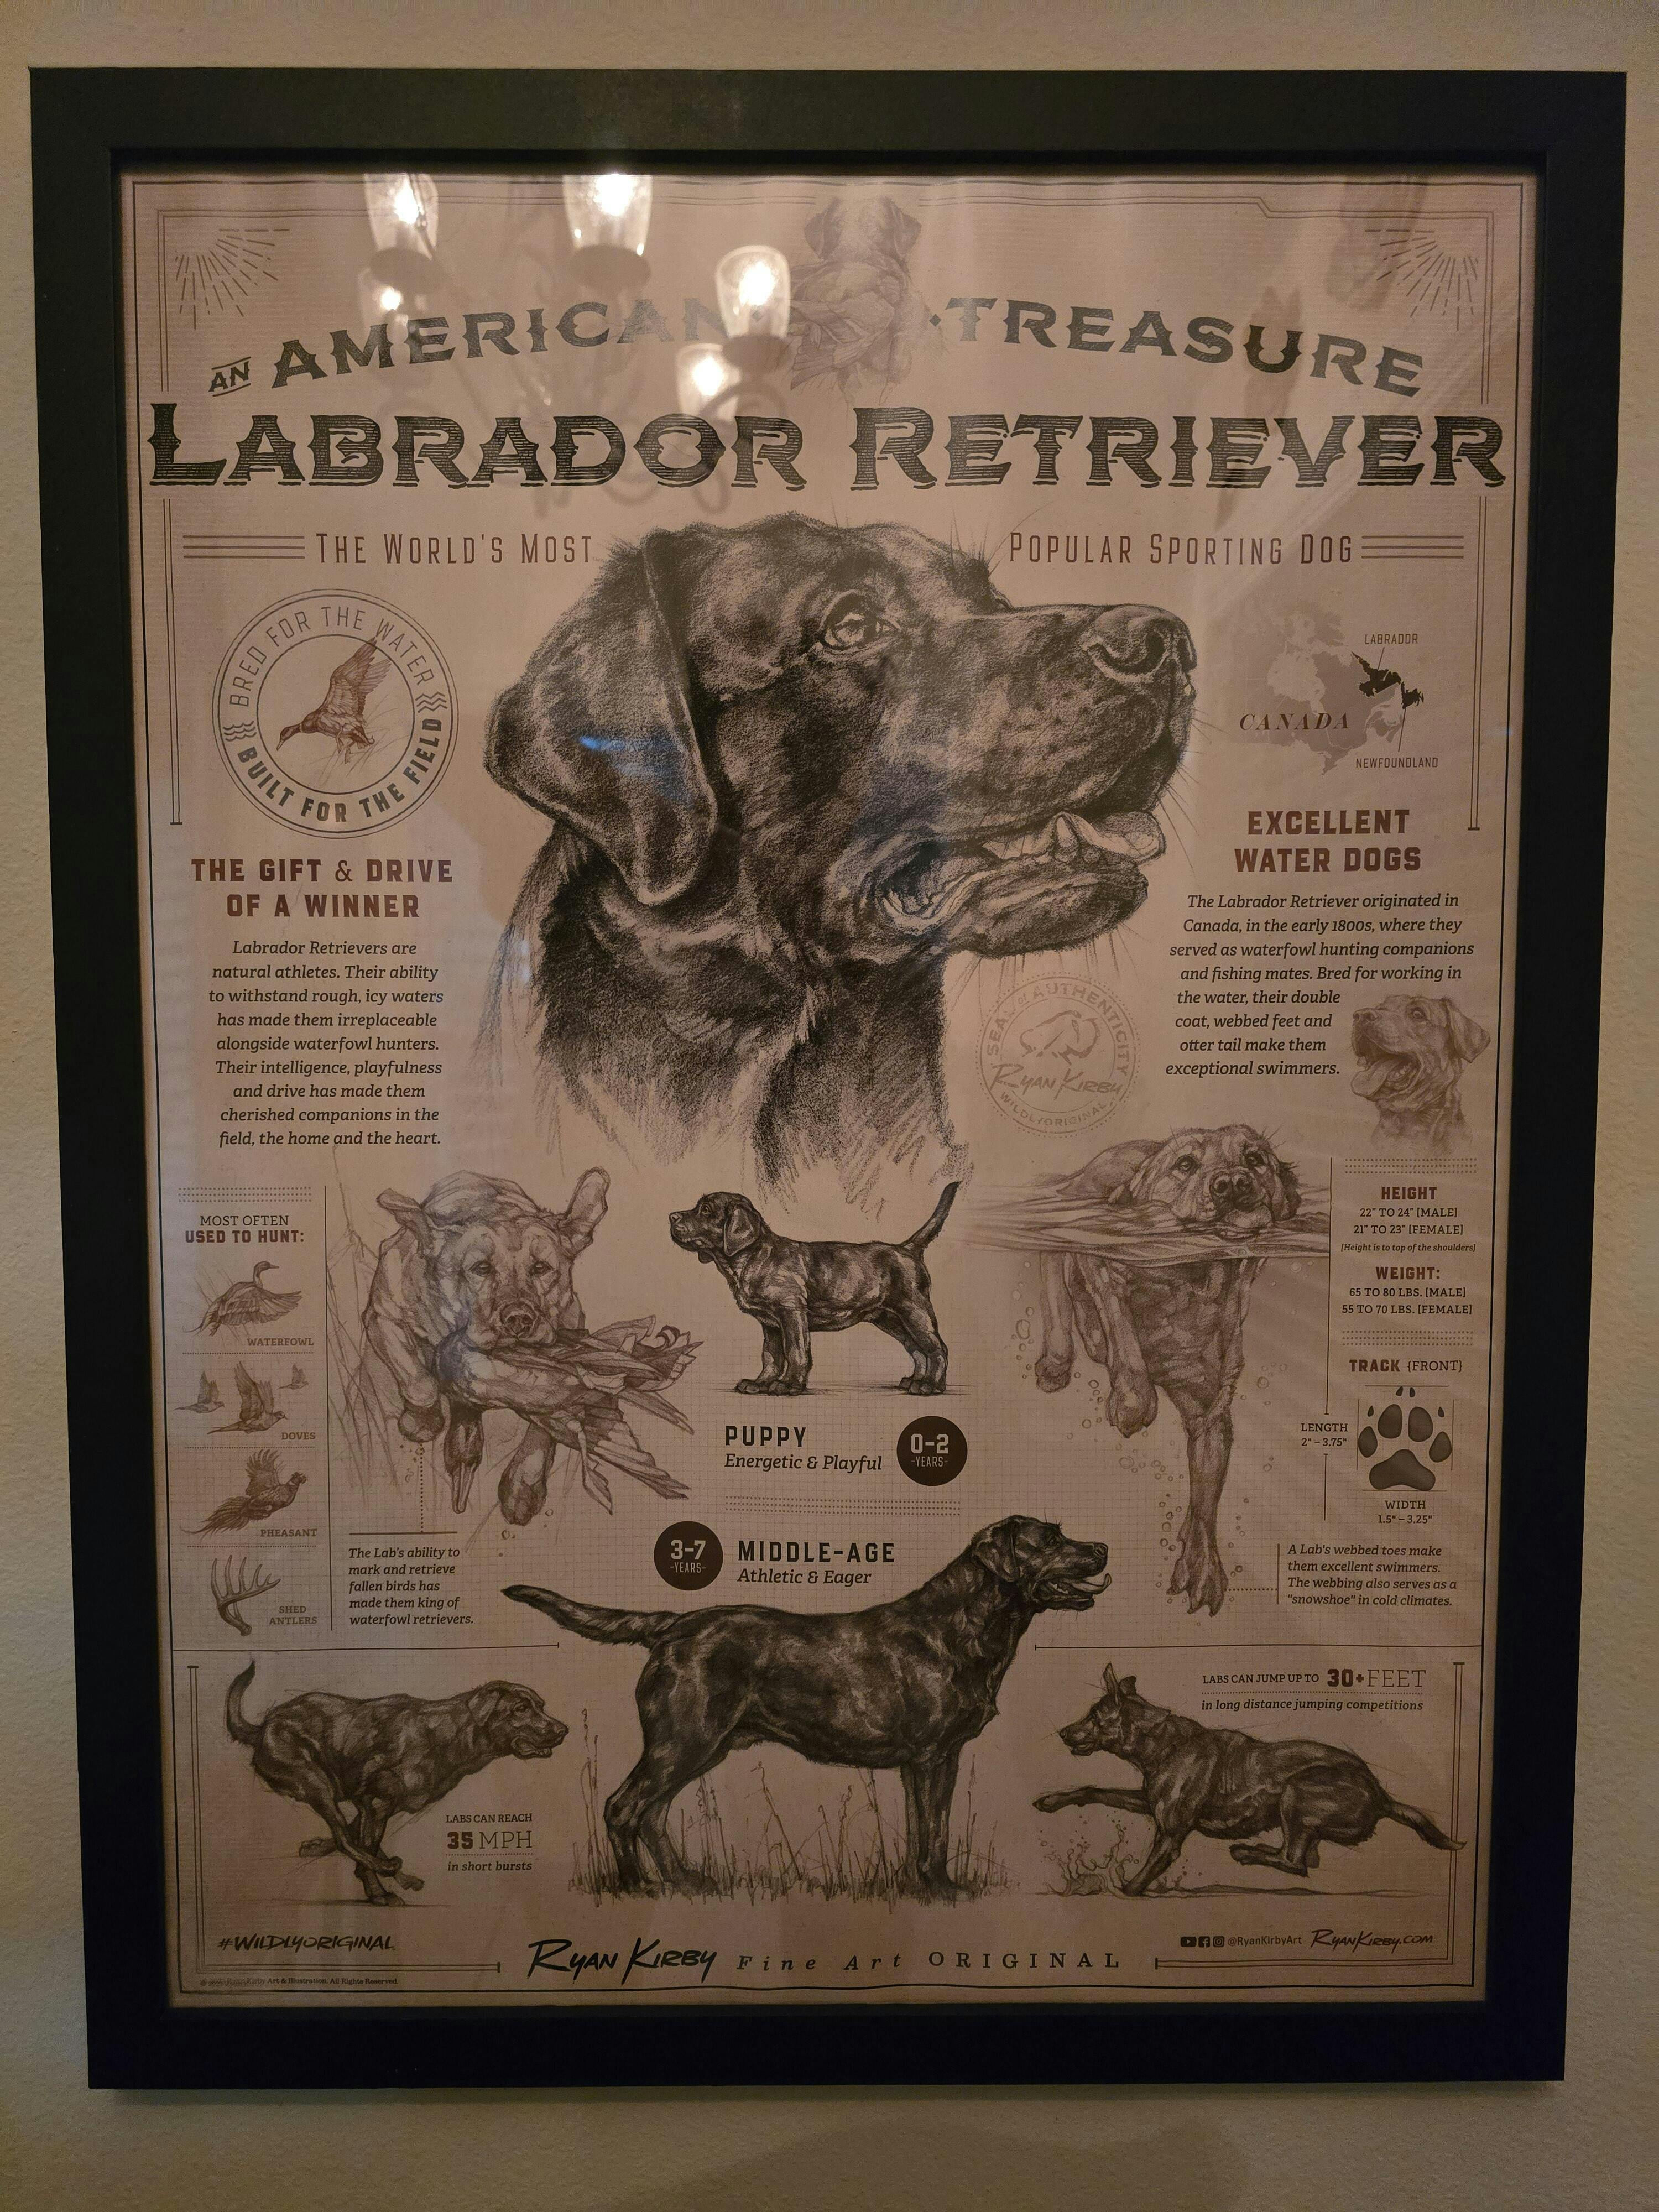 AN AMERICAN · TREASURE
LABRADOR RETRIEVER
THE WORLD'S MOST POPULAR SPORTING DOG
BRED FOR THE WATER
BUILT FOR THE FIELD
THE GIFT & DRIVE
OF A WINNER
Labrador Retrievers are
natural athletes. Their ability
to withstand rough, icy waters
has made them irreplaceable
alongside waterfowl hunters.
Their intelligence, playfulness
and drive has made them
cherished companions in the
field, the home and the heart.
LABRADOR
CANADA
NEWFOUNDLAND
EXCELLENT
WATER DOGS
The Labrador Retriever originated in
Canada, in the early 1800s, where they
served as waterfowl hunting companions
and fishing mates. Bred for working in
the water, their double
coat, webbed feet and
otter tail make them
exceptional swimmers.
SEAL of AUTHENTICITY
RYAN KIRBY
WILDLYORIGINAL
MOST OFTEN
USED TO HUNT:
WATERFOWL
DOVES
PHEASANT
SHED
ANTLERS
The Lab's ability to
mark and retrieve
fallen birds has
made them king of
waterfowl retrievers.
PUPPY
Energetic & Playful
0-2
-YEARS-
3-7
-YEARS-
MIDDLE-AGE
Athletic & Eager
HEIGHT
22" TO 24" [MALE]
21" TO 23" [FEMALE]
[Height is to top of the shoulders]
WEIGHT:
65 TO 80 LBS. [MALE]
55 TO 70 LBS. [FEMALE]
TRACK {FRONT}
LENGTH
2" – 3.75"
WIDTH
1.5" – 3.25"
A Lab's webbed toes make
them excellent swimmers.
The webbing also serves as a
"snowshoe" in cold climates.
LABS CAN REACH
35 MPH
in short bursts
LABS CAN JUMP UP TO 30+ FEET
in long distance jumping competitions
#WILDLYORIGINAL
RYAN KIRBY Fine Art ORIGINAL
@RyanKirbyArt RYANKIRBY.COM
Kirby Art & Illustration. All Rights Reserved.